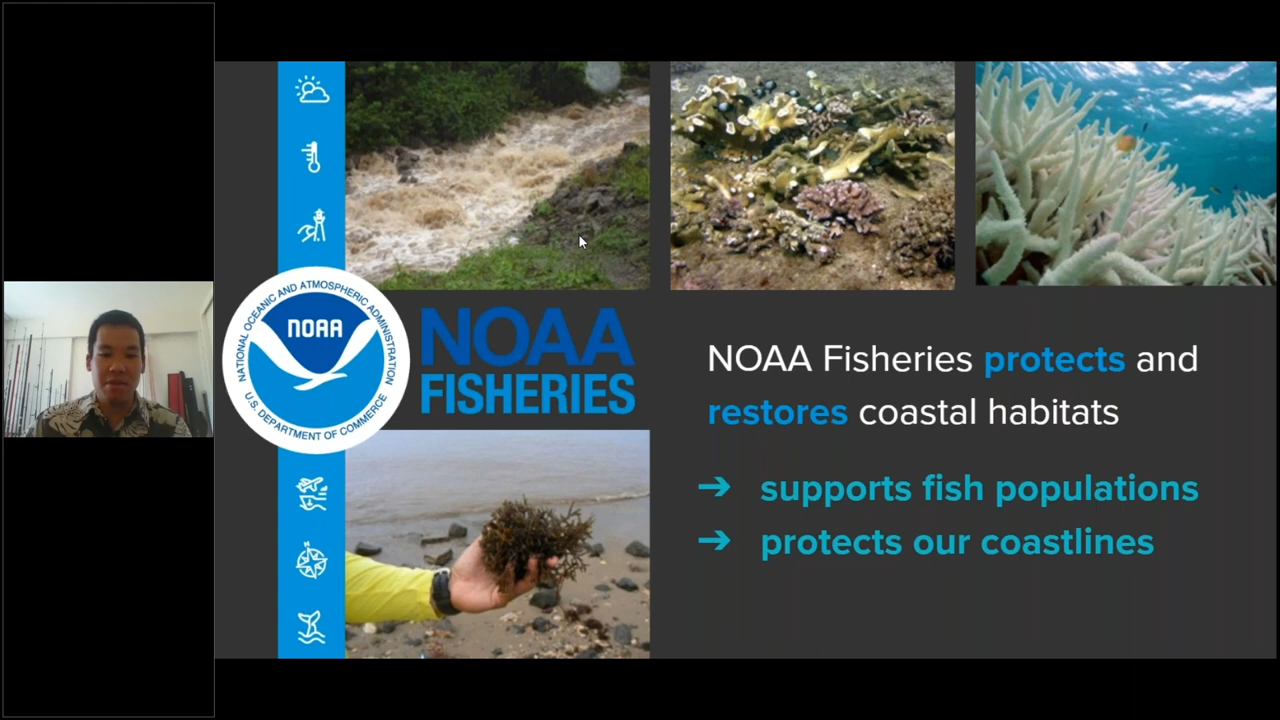 NATIONAL OCEANIC AND ATMOSPHERIC ADMINISTRATION
NOAA
U.S. DEPARTMENT OF COMMERCE
NOAA
FISHERIES
NOAA Fisheries protects and
restores coastal habitats
➔ supports fish populations
➔ protects our coastlines
N